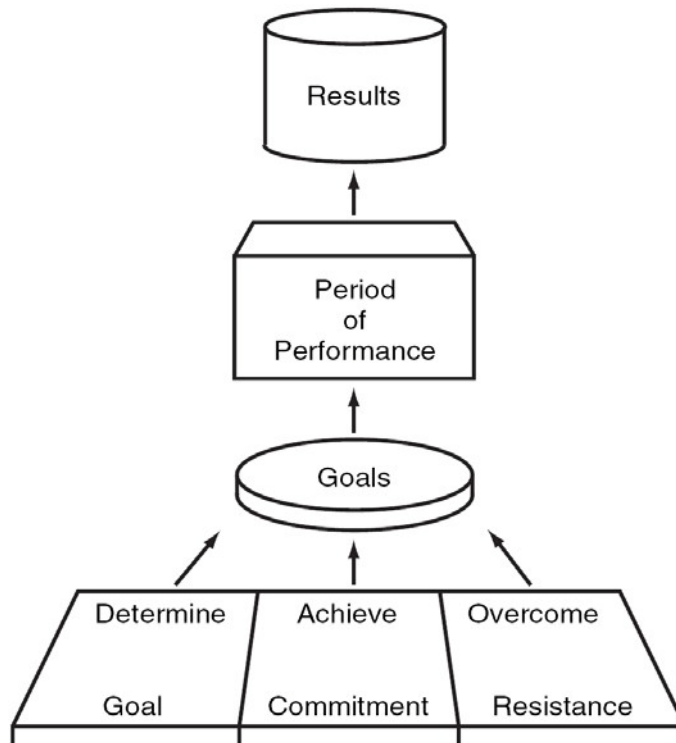 Results
Period
of
Performance
Goals
Determine
Goal
Achieve
Commitment
Overcome
Resistance